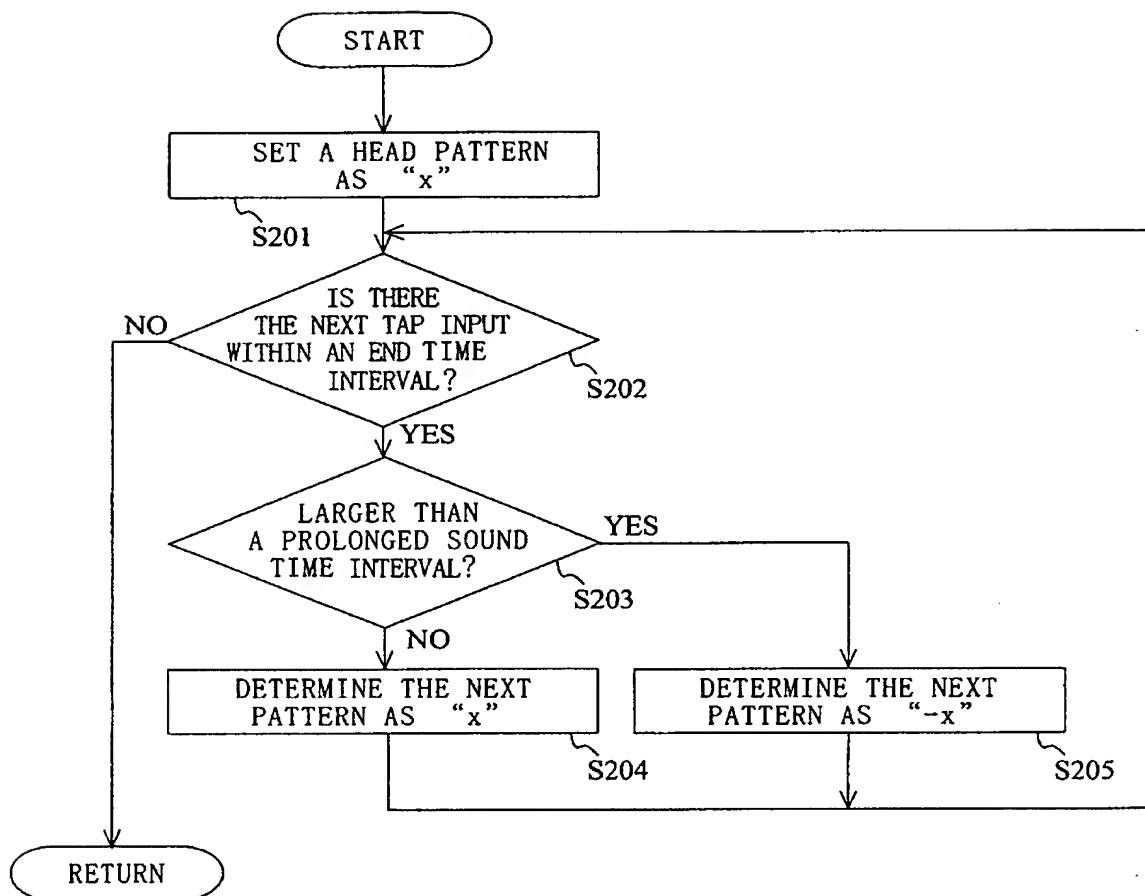 START
SET A HEAD PATTERN
AS "x"
S201
IS THERE
THE NEXT TAP INPUT
WITHIN AN END TIME
INTERVAL?
NO
S202
YES
LARGER THAN
A PROLONGED SOUND
TIME INTERVAL?
YES
S203
NO
DETERMINE THE NEXT
PATTERN AS "x"
S204
DETERMINE THE NEXT
PATTERN AS "-x"
S205
RETURN